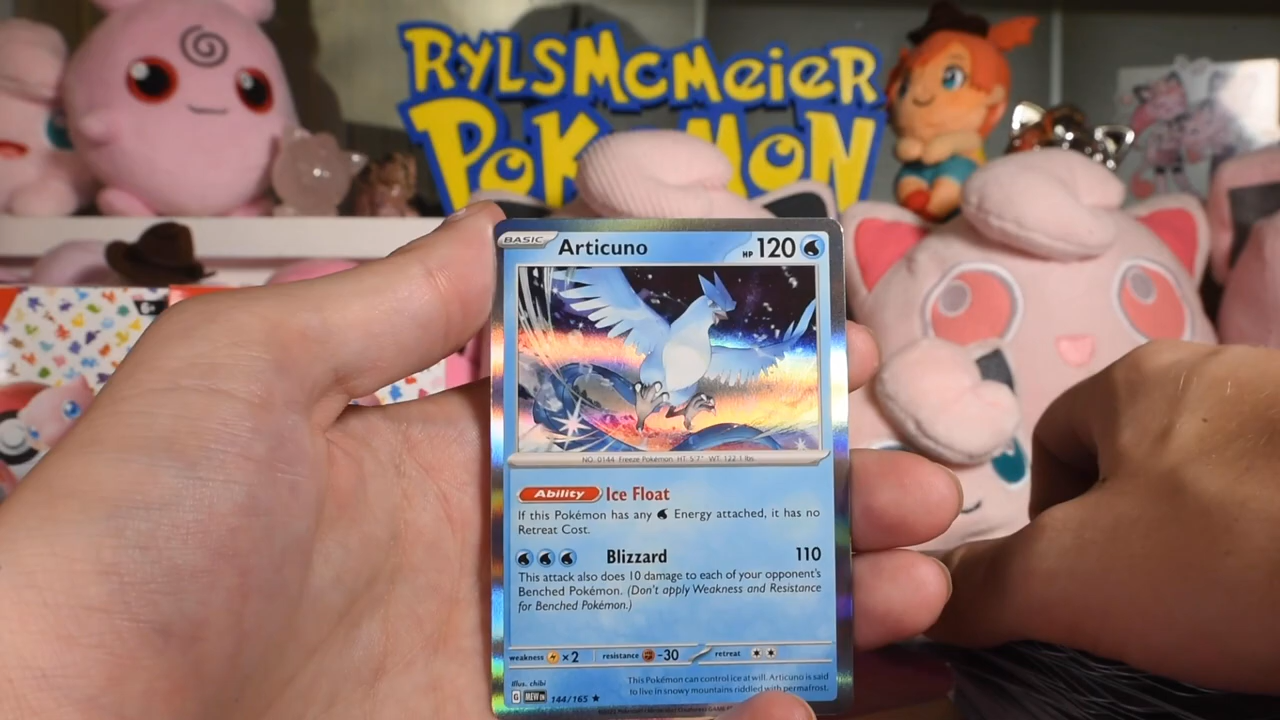 RYLSMCMEIER
POKÉMON
BASIC Articuno HP 120
NO. 0144 Freeze Pokémon HT: 5'7" WT: 122.1 lbs
Ability Ice Float
If this Pokémon has any Energy attached, it has no
Retreat Cost.
Blizzard 110
This attack also does 10 damage to each of your opponent's
Benched Pokémon. (Don't apply Weakness and Resistance
for Benched Pokémon.)
weakness ×2 resistance -30 retreat
Illus. chibi
This Pokémon can control ice at will. Articuno is said
to live in snowy mountains riddled with permafrost.
G MEW EN 144/165 ★